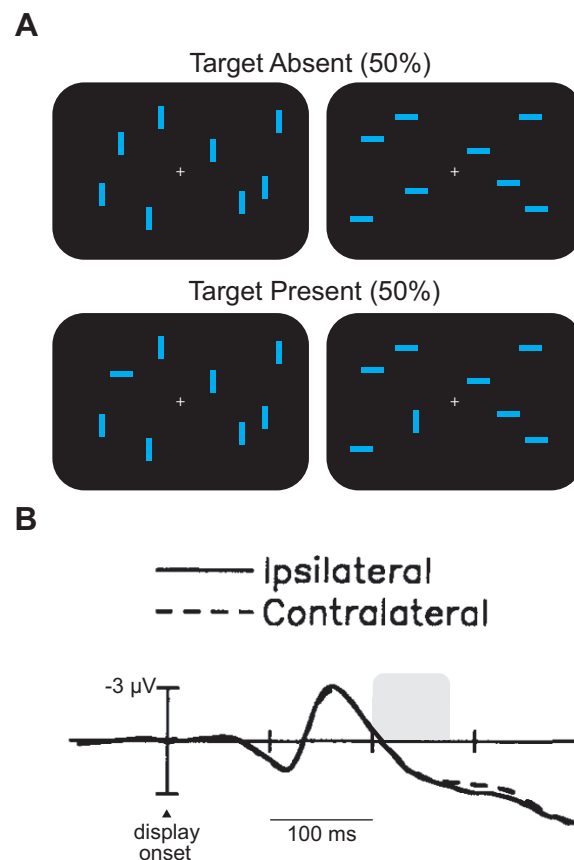 A
Target Absent (50%)
Target Present (50%)
B
Ipsilateral
Contralateral
-3 µV
display
onset
100 ms